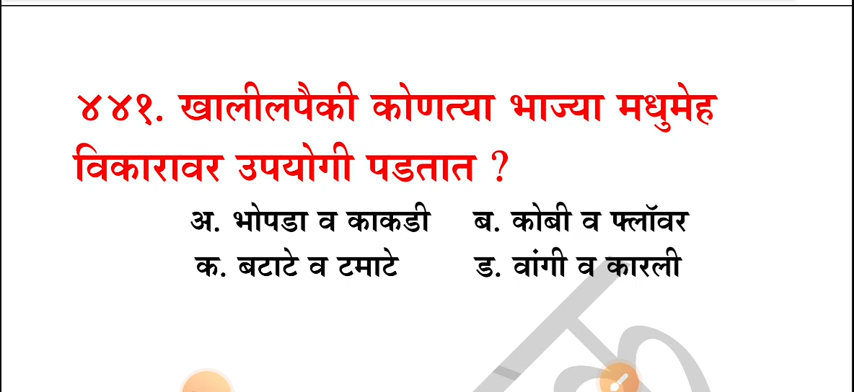 ४४१. खालीलपैकी कोणत्या भाज्या मधुमेह
विकारावर उपयोगी पडतात ?
अ. भोपडा व काकडी ब. कोबी व फ्लॉवर
क. बटाटे व टमाटे ड. वांगी व कारली